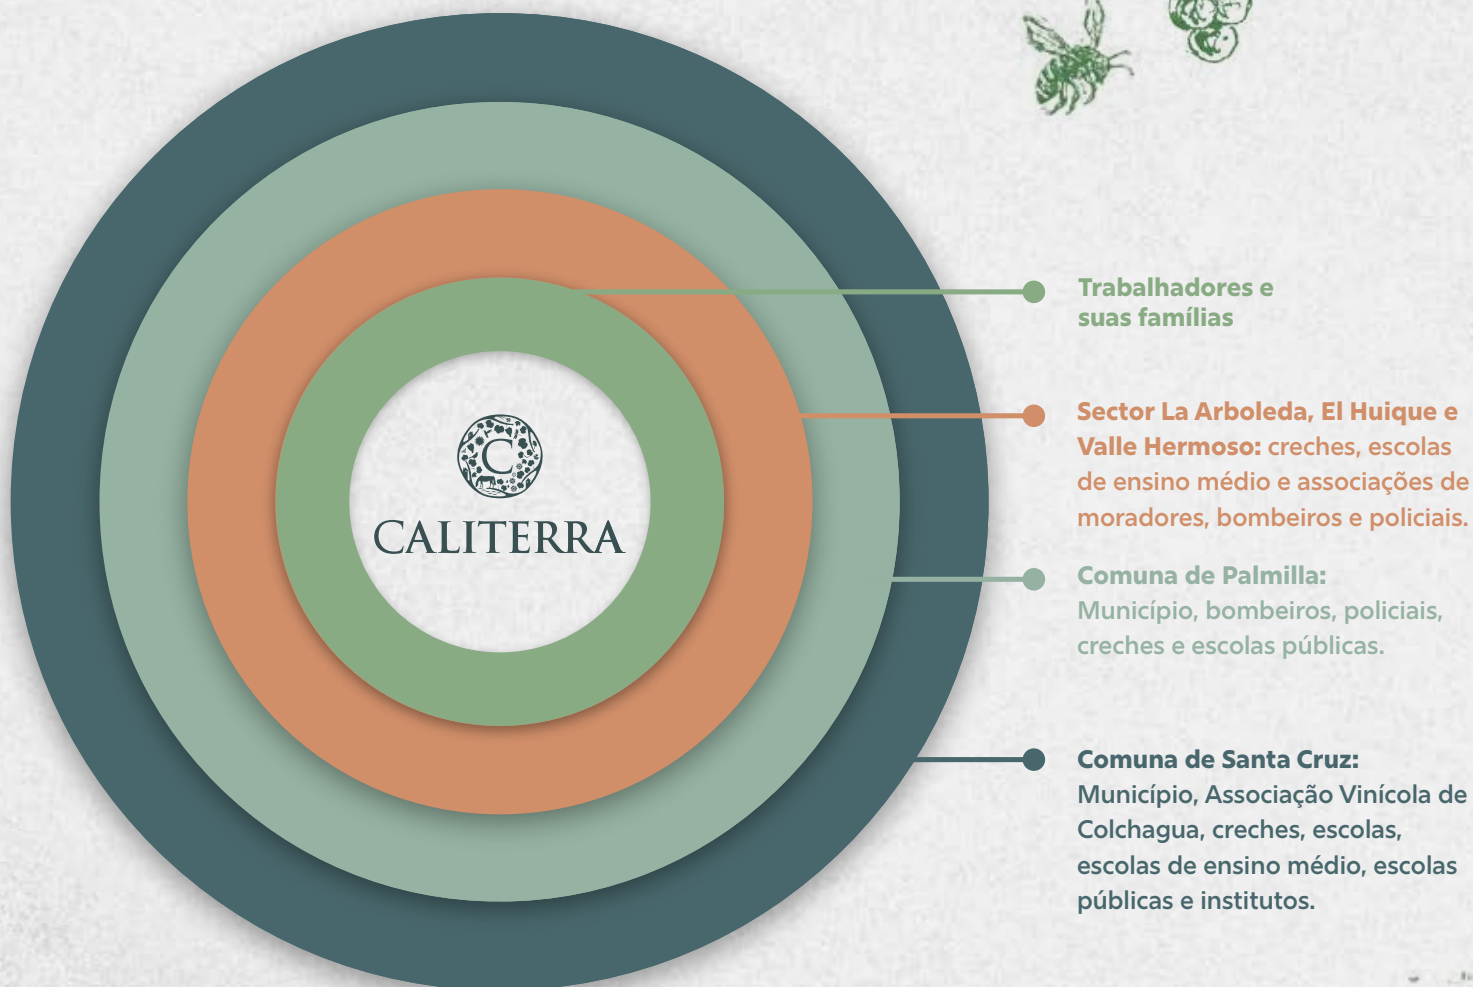 C
CALITERRA
Trabalhadores e
suas famílias
Sector La Arboleda, El Huique e
Valle Hermoso: creches, escolas
de ensino médio e associações de
moradores, bombeiros e policiais.
Comuna de Palmilla:
Município, bombeiros, policiais,
creches e escolas públicas.
Comuna de Santa Cruz:
Município, Associação Vinícola de
Colchagua, creches, escolas,
escolas de ensino médio, escolas
públicas e institutos.